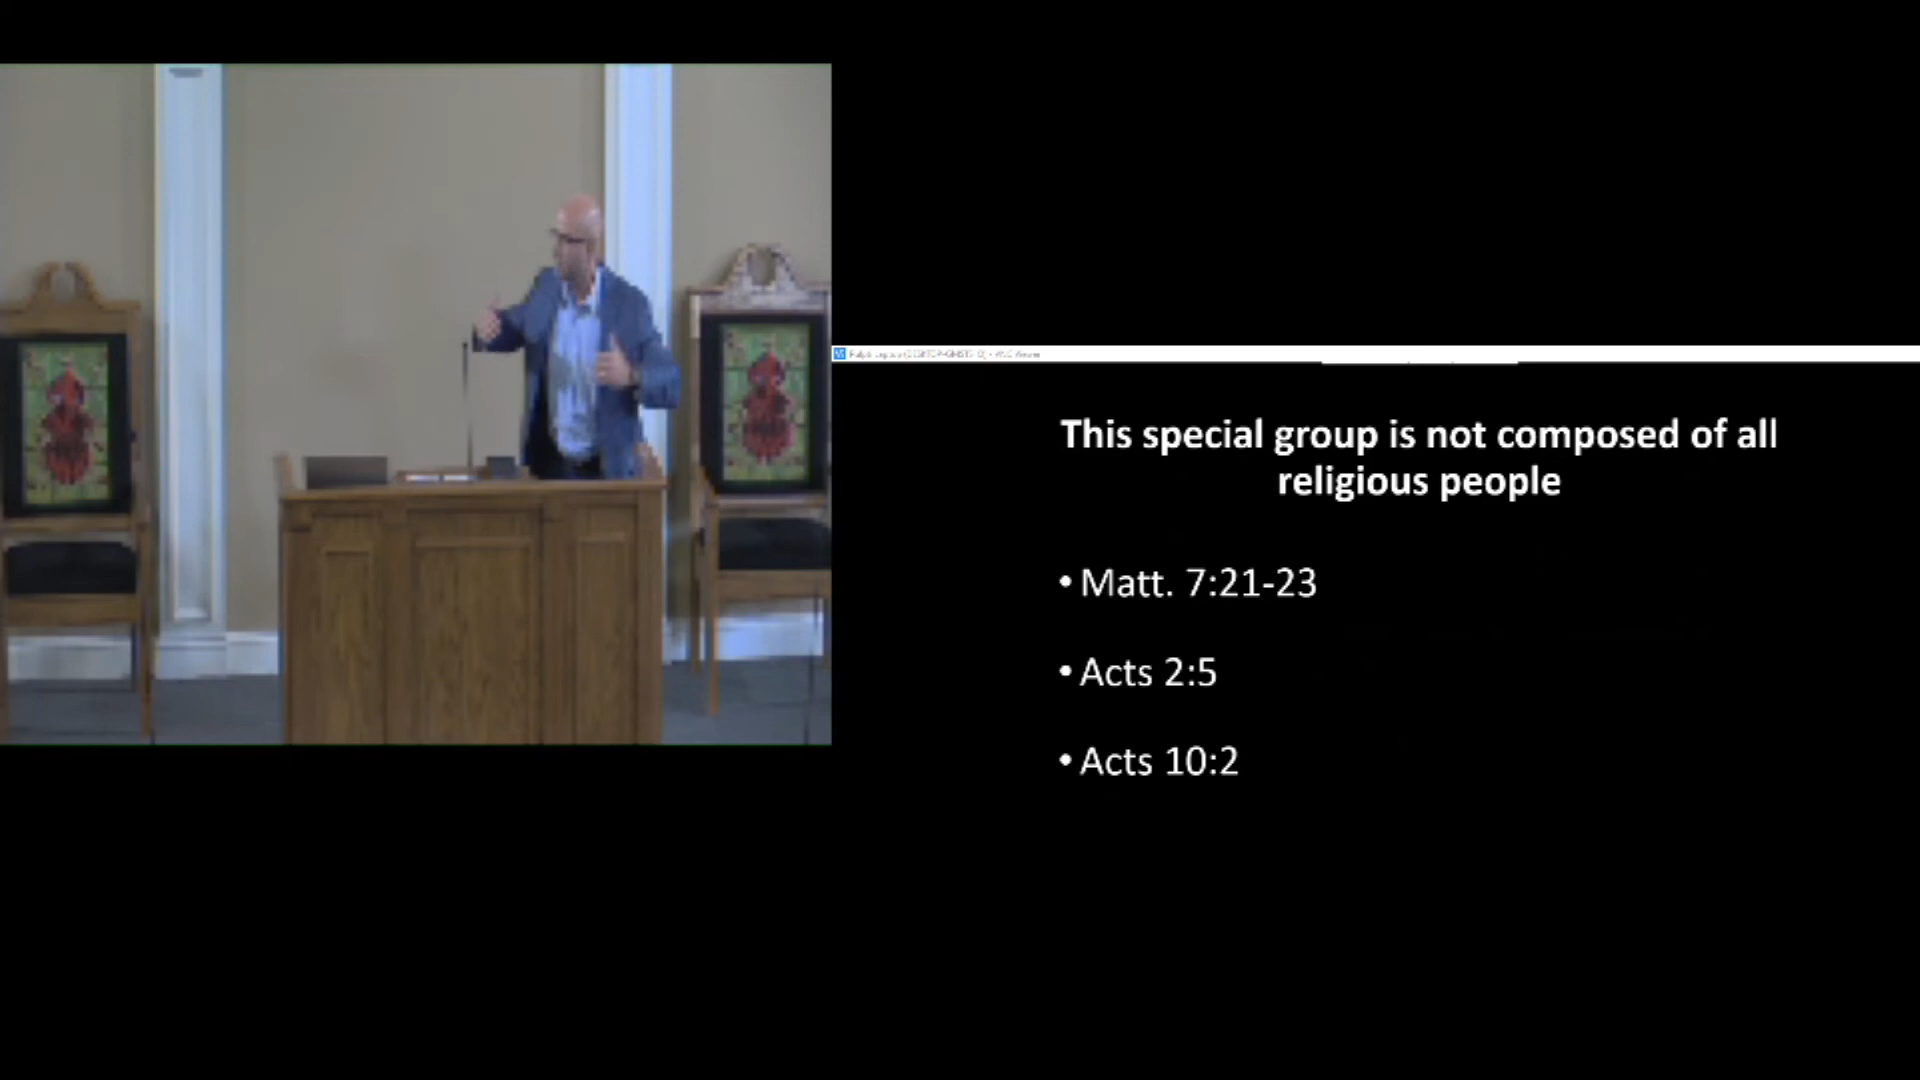 This special group is not composed of all
religious people
• Matt. 7:21-23
• Acts 2:5
• Acts 10:2